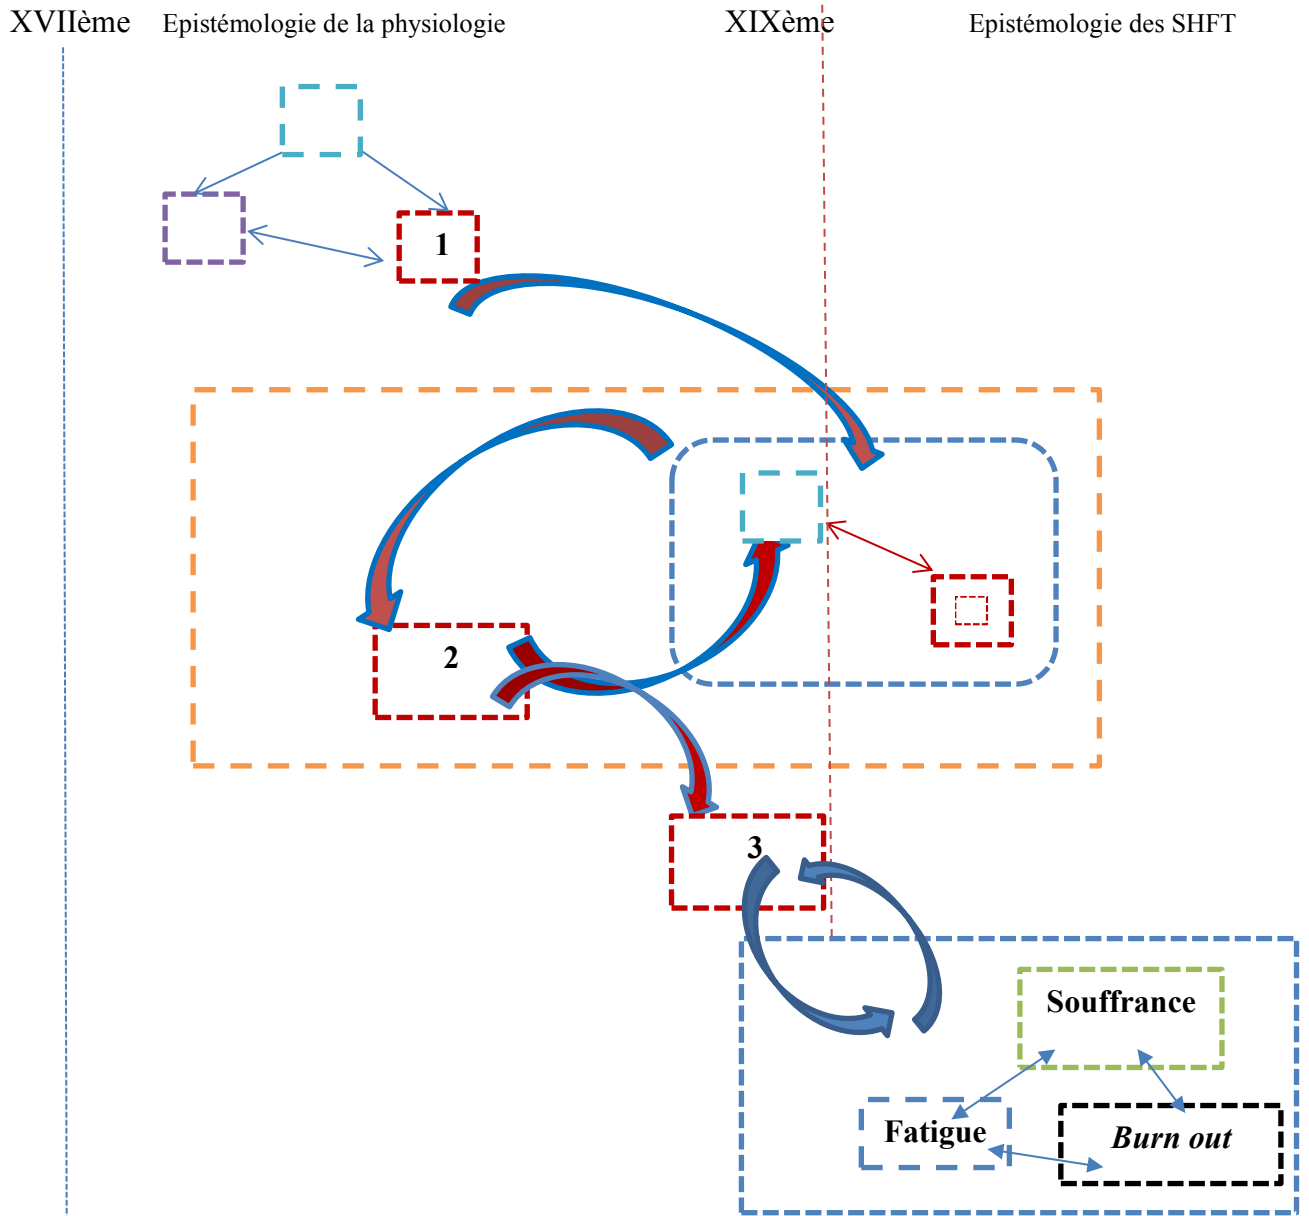 XVIIème Epistémologie de la physiologie XIXème Epistémologie des SHFT
1
2
3
Souffrance
Fatigue
Burn out